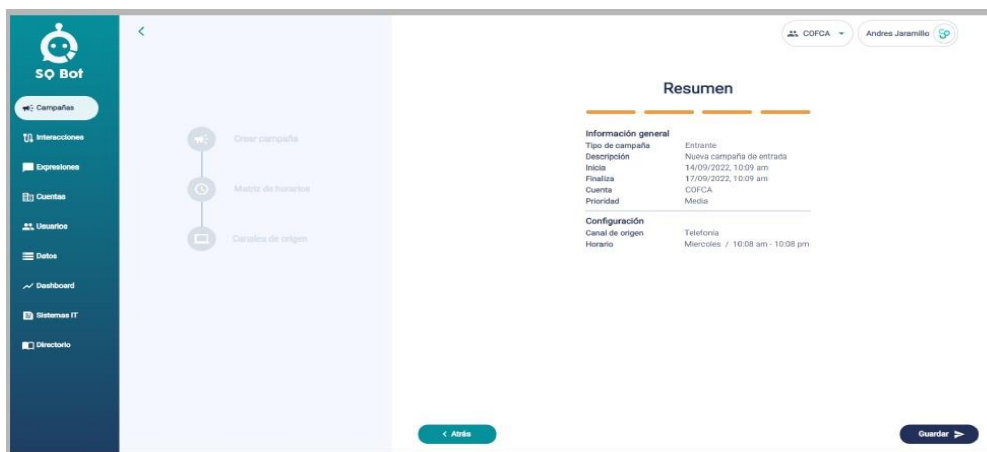 SQ Bot
Campañas
Interacciones
Expresiones
Cuentas
Usuarios
Datos
Dashboard
Sistemas IT
Directorio
Crear campaña
Matriz de horarios
Canales de origen
COFCA
Andres Jaramillo
Resumen
Información general
Tipo de campaña Entrante
Descripción Nueva campaña de entrada
Inicia 14/09/2022, 10:09 am
Finaliza 17/09/2022, 10:09 am
Cuenta COFCA
Prioridad Media
Configuración
Canal de origen Telefonía
Horario Miercoles / 10:08 am - 10:08 pm
Atrás
Guardar